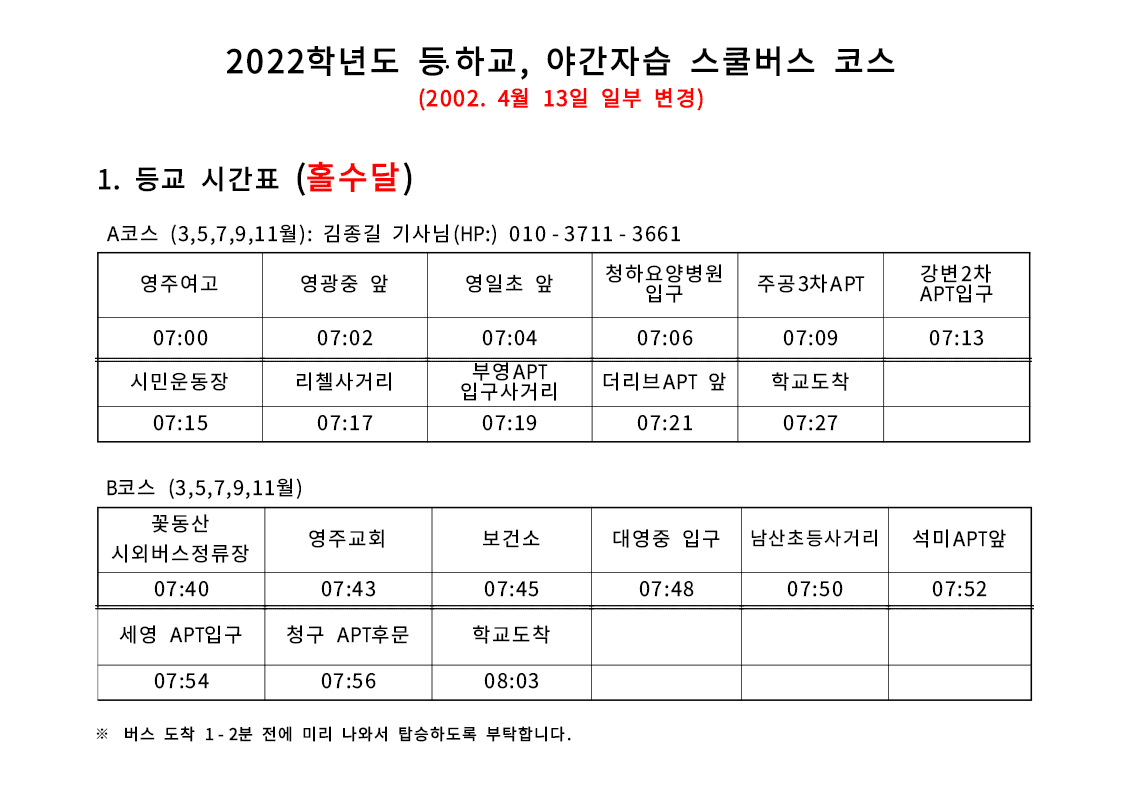 2022학년도 등.하교, 야간자습 스쿨버스 코스
(2002. 4월 13일 일부 변경)
1. 등교 시간표 (홀수달)
A코스 (3,5,7,9,11월): 김종길 기사님(HP:) 010-3711-3661
영주여고 영광중 앞 영일초 앞 청하요양병원 입구 주공3차APT 강변2차 APT입구
07:00 07:02 07:04 07:06 07:09 07:13
시민운동장 리첼사거리 부영APT 입구사거리 더리브APT 앞 학교도착
07:15 07:17 07:19 07:21 07:27
B코스 (3,5,7,9,11월)
꽃동산 시외버스정류장 영주교회 보건소 대영중 입구 남산초등사거리 석미APT앞
07:40 07:43 07:45 07:48 07:50 07:52
세영 APT입구 청구 APT후문 학교도착
07:54 07:56 08:03
※ 버스 도착 1-2분 전에 미리 나와서 탑승하도록 부탁합니다.